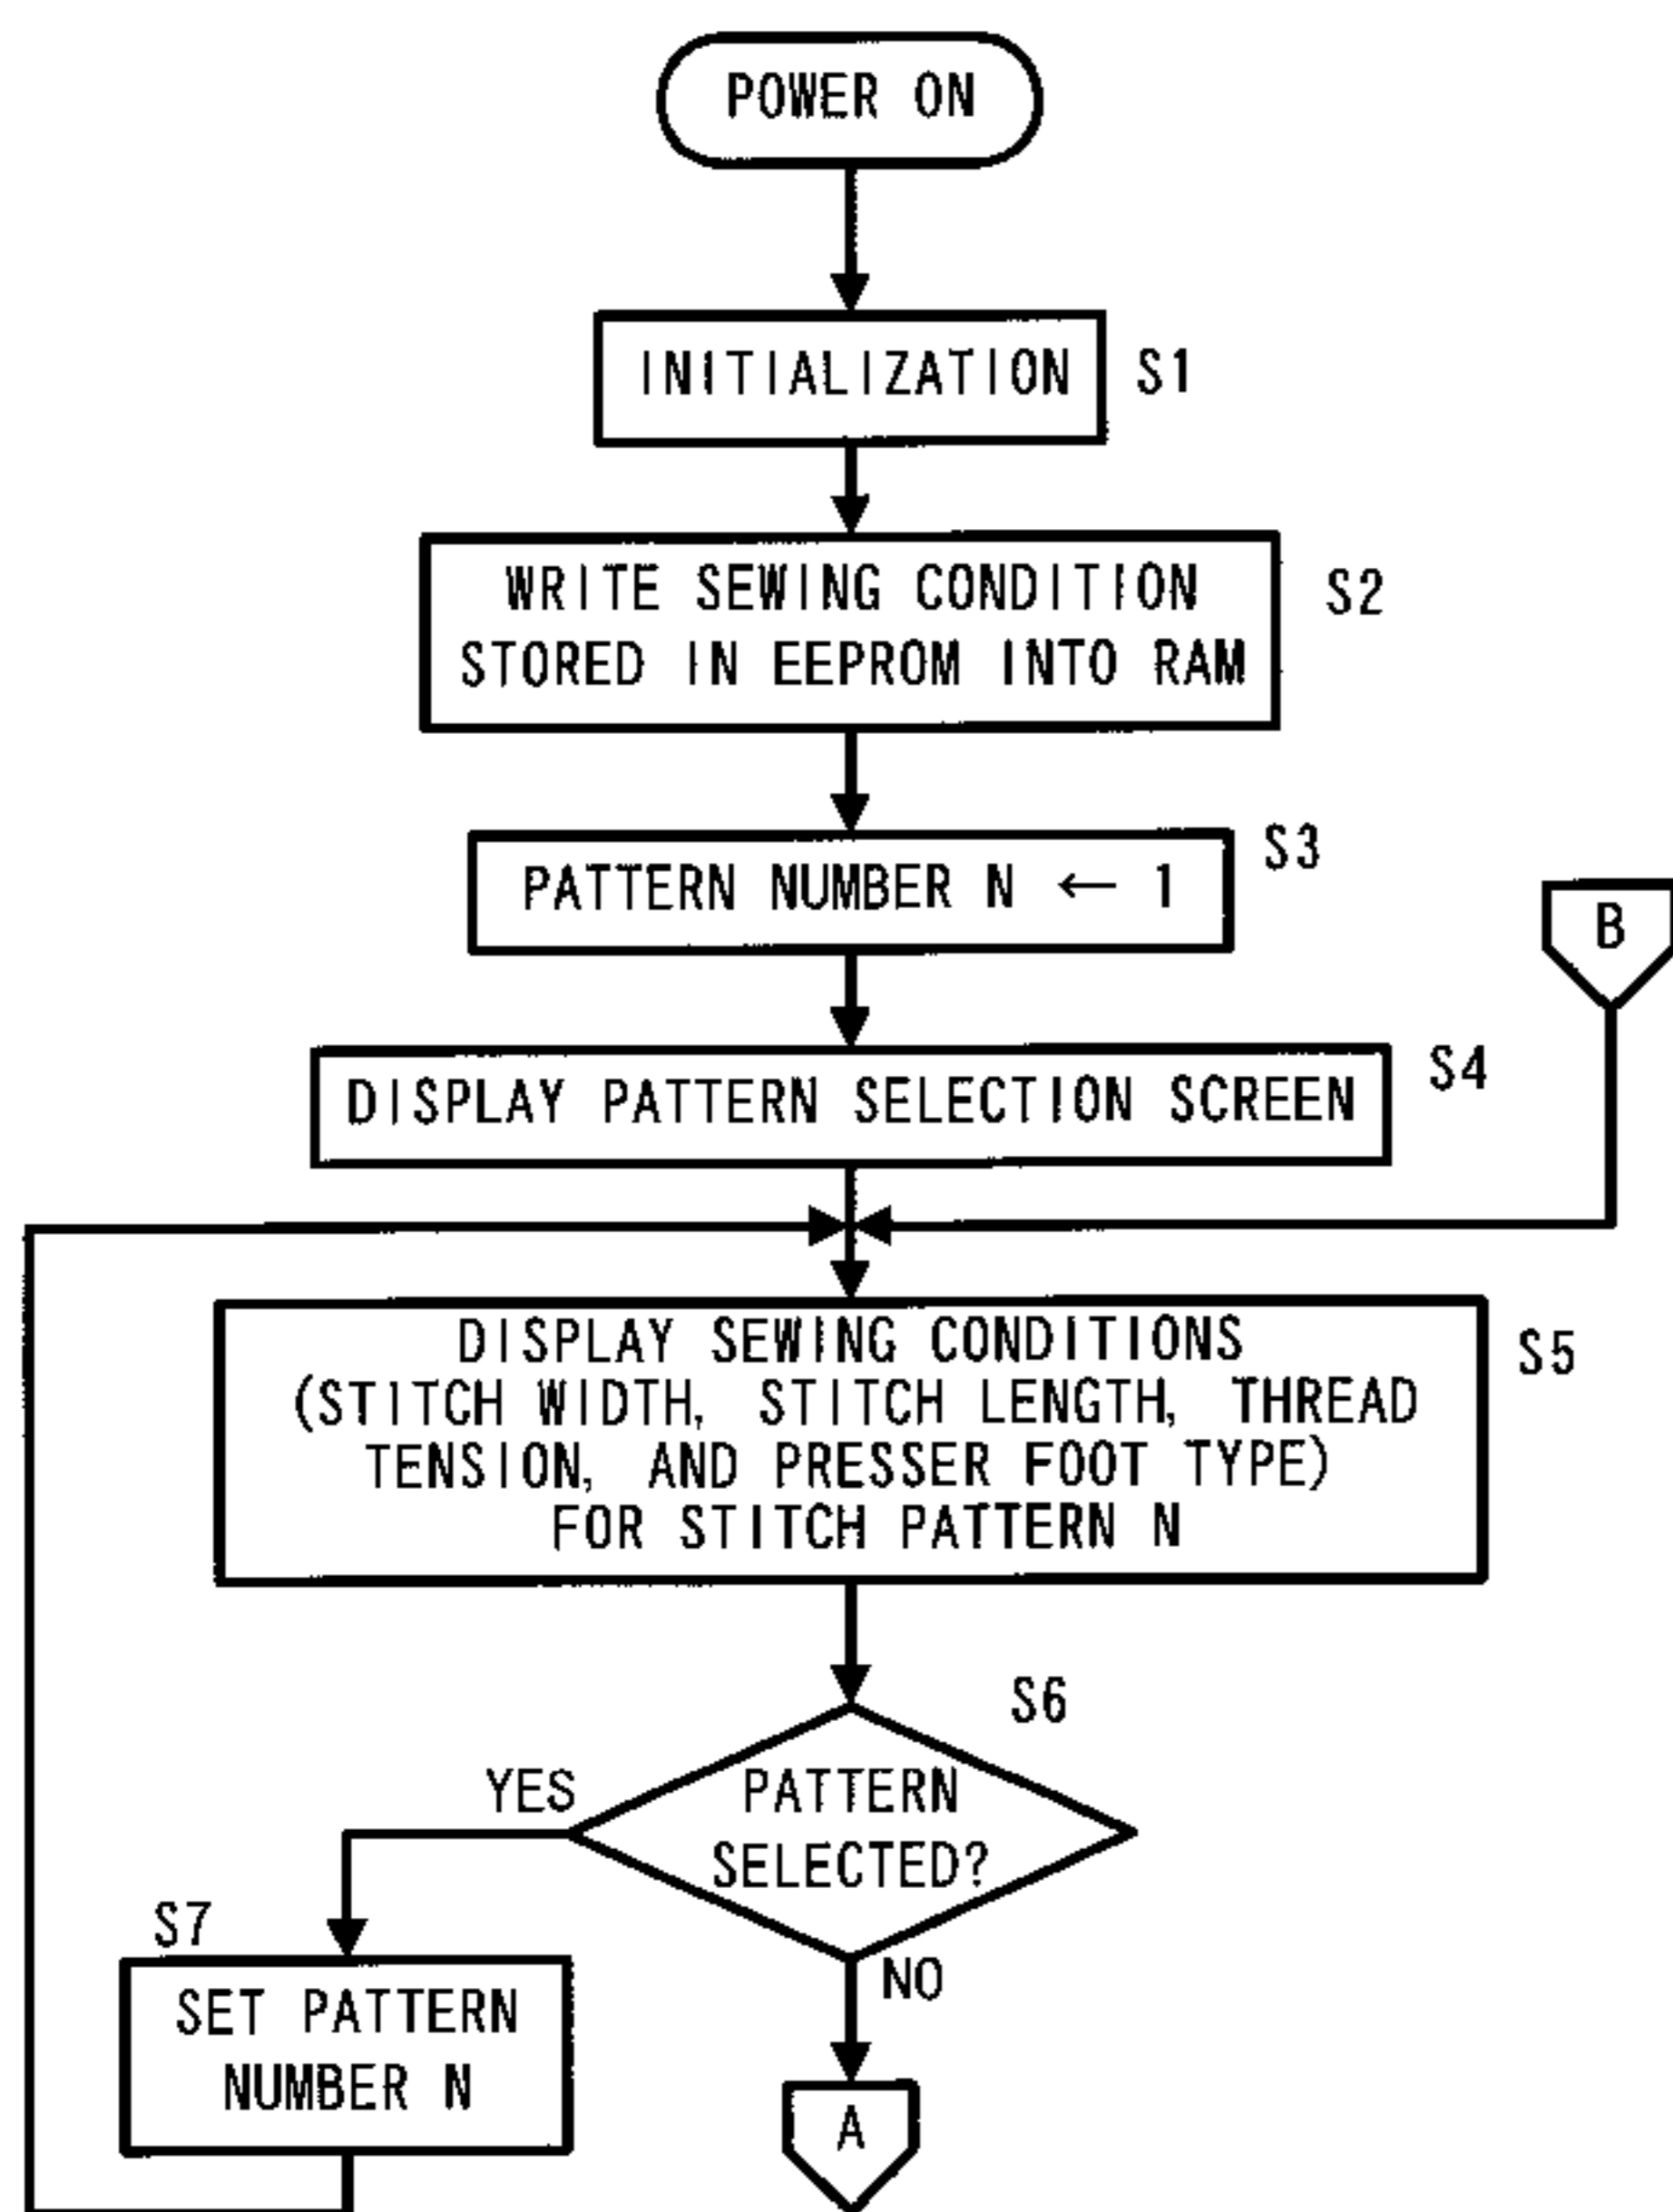 POWER ON
INITIALIZATION
S1
WRITE SEWING CONDITION
STORED IN EEPROM INTO RAM
S2
PATTERN NUMBER N ← 1
S3
B
DISPLAY PATTERN SELECTION SCREEN
S4
DISPLAY SEWING CONDITIONS
(STITCH WIDTH, STITCH LENGTH, THREAD
TENSION, AND PRESSER FOOT TYPE)
FOR STITCH PATTERN N
S5
S6
PATTERN
SELECTED?
YES
NO
S7
SET PATTERN
NUMBER N
A